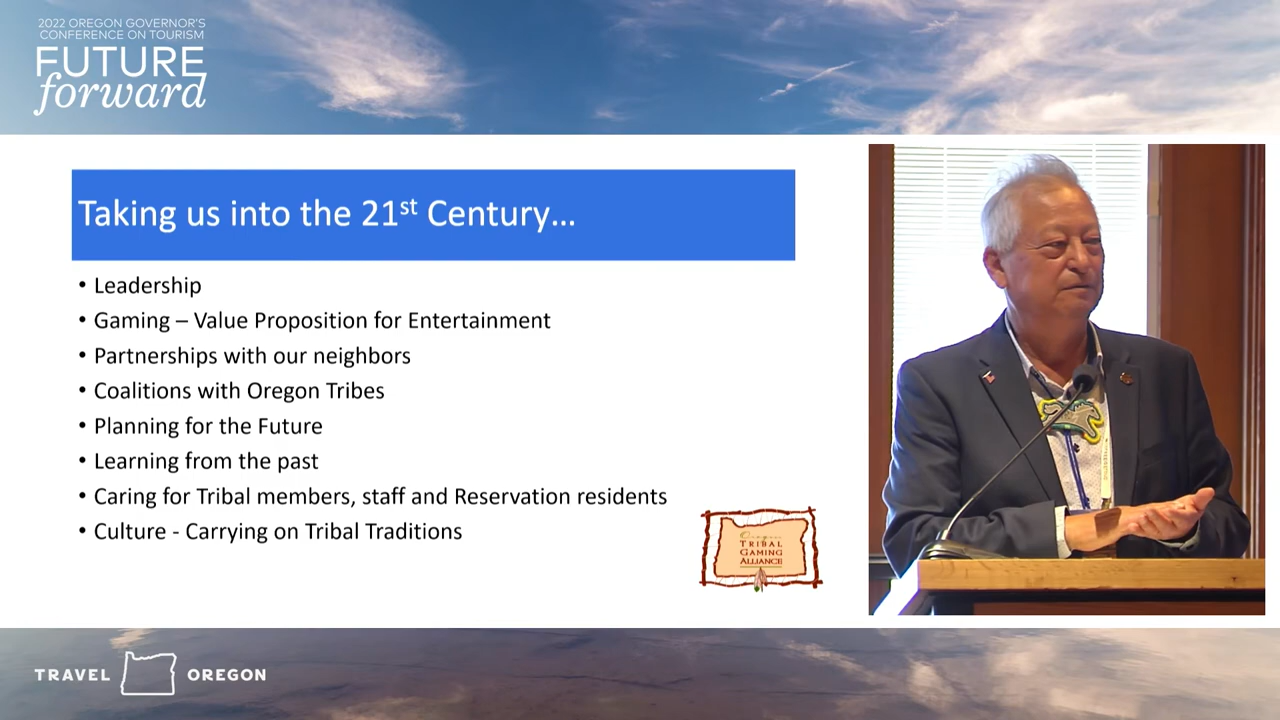 2022 OREGON GOVERNOR'S
CONFERENCE ON TOURISM
FUTURE
forward
Taking us into the 21st Century...
• Leadership
• Gaming – Value Proposition for Entertainment
• Partnerships with our neighbors
• Coalitions with Oregon Tribes
• Planning for the Future
• Learning from the past
• Caring for Tribal members, staff and Reservation residents
• Culture - Carrying on Tribal Traditions
Oregon
TRIBAL
GAMING
ALLIANCE
TRAVEL OREGON